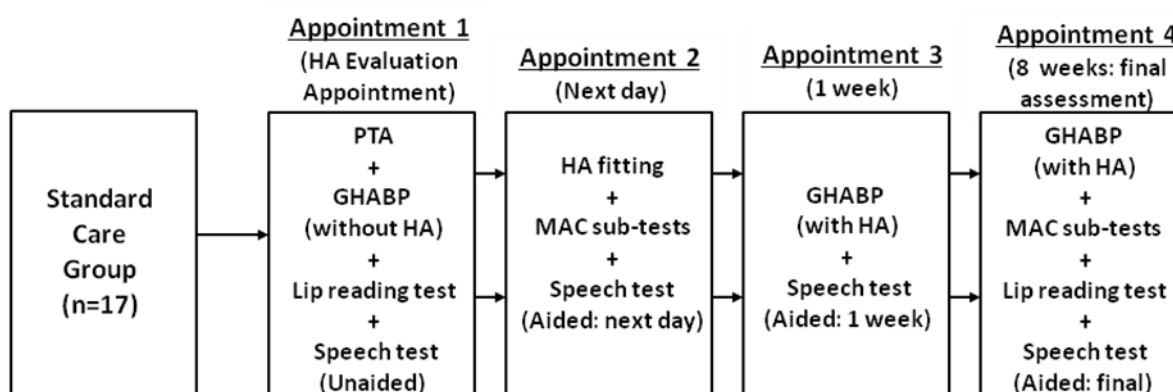 Standard
Care
Group
(n=17)
Appointment 1
(HA Evaluation
Appointment)
PTA
+
GHABP
(without HA)
+
Lip reading test
+
Speech test
(Unaided)
Appointment 2
(Next day)
HA fitting
+
MAC sub-tests
+
Speech test
(Aided: next day)
Appointment 3
(1 week)
GHABP
(with HA)
+
Speech test
(Aided: 1 week)
Appointment 4
(8 weeks: final
assessment)
GHABP
(with HA)
+
MAC sub-tests
+
Lip reading test
+
Speech test
(Aided: final)